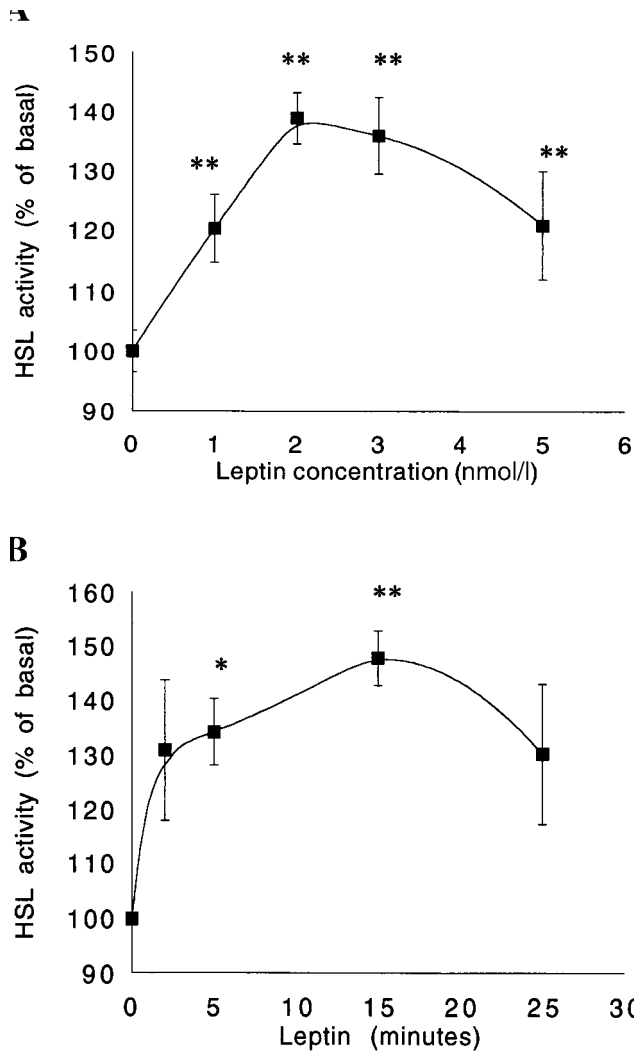 A
150
140
130
120
110
100
90
HSL activity (% of basal)
**
**
**
**
0 1 2 3 4 5 6
Leptin concentration (nmol/l)
B
160
150
140
130
120
110
100
90
HSL activity (% of basal)
*
**
0 5 10 15 20 25 30
Leptin (minutes)